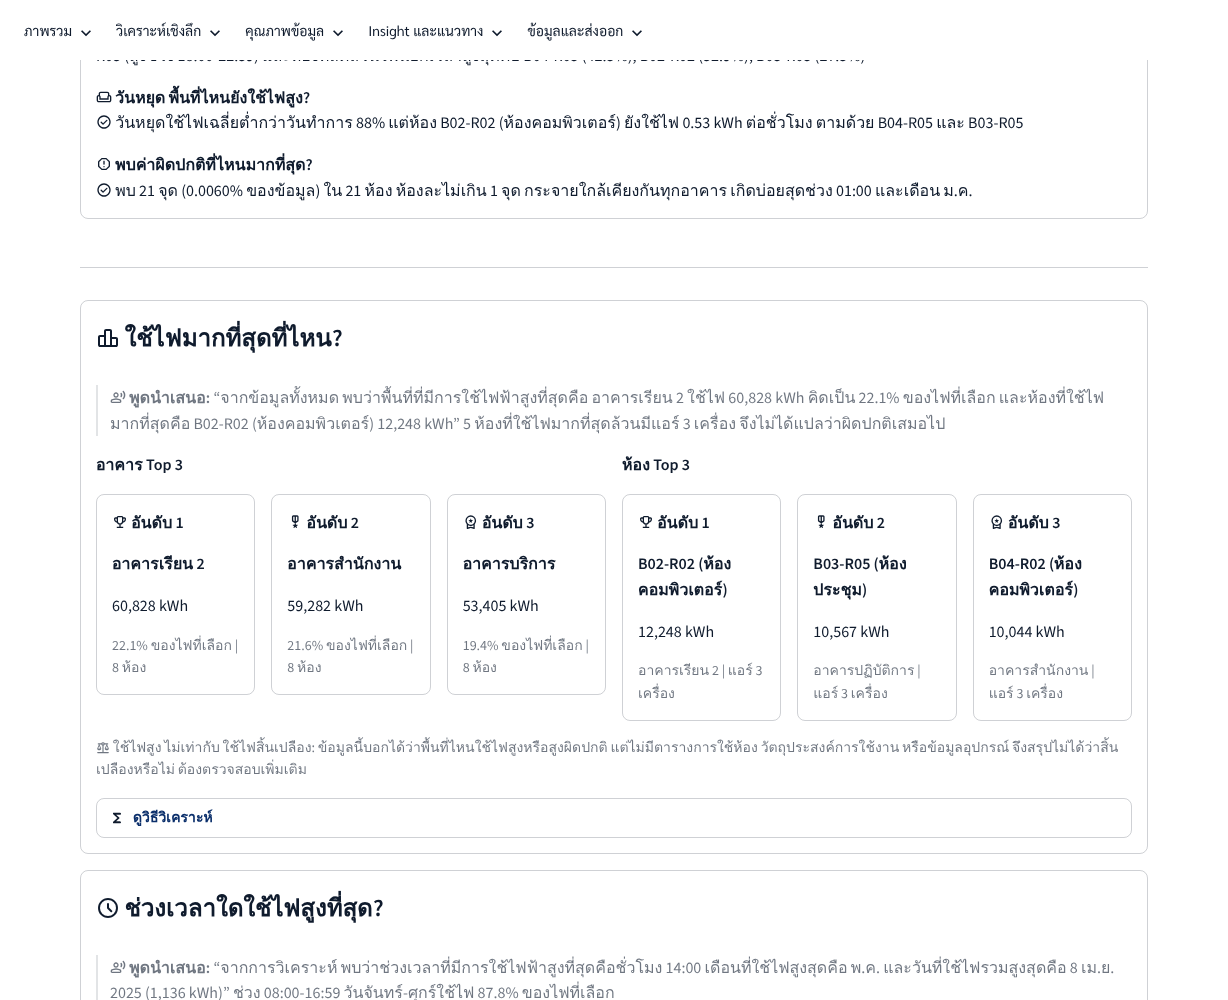 ภาพรวม วิเคราะห์เชิงลึก คุณภาพข้อมูล Insight และแนวทาง ข้อมูลและส่งออก
วันหยุด พื้นที่ไหนยังใช้ไฟสูง?
วันหยุดใช้ไฟเฉลี่ยต่ำกว่าวันทำการ 88% แต่ห้อง B02-R02 (ห้องคอมพิวเตอร์) ยังใช้ไฟ 0.53 kWh ต่อชั่วโมง ตามด้วย B04-R05 และ B03-R05
พบค่าผิดปกติที่ไหนมากที่สุด?
พบ 21 จุด (0.0060% ของข้อมูล) ใน 21 ห้อง ห้องละไม่เกิน 1 จุด กระจายใกล้เคียงกันทุกอาคาร เกิดบ่อยสุดช่วง 01:00 และเดือน ม.ค.
ใช้ไฟมากที่สุดที่ไหน?
พูดนำเสนอ: “จากข้อมูลทั้งหมด พบว่าพื้นที่ที่มีการใช้ไฟฟ้าสูงที่สุดคือ อาคารเรียน 2 ใช้ไฟ 60,828 kWh คิดเป็น 22.1% ของไฟที่เลือก และห้องที่ใช้ไฟ
มากที่สุดคือ B02-R02 (ห้องคอมพิวเตอร์) 12,248 kWh” 5 ห้องที่ใช้ไฟมากที่สุดล้วนมีแอร์ 3 เครื่อง จึงไม่ได้แปลว่าผิดปกติเสมอไป
อาคาร Top 3
อันดับ 1
อาคารเรียน 2
60,828 kWh
22.1% ของไฟที่เลือก |
8 ห้อง
อันดับ 2
อาคารสำนักงาน
59,282 kWh
21.6% ของไฟที่เลือก |
8 ห้อง
อันดับ 3
อาคารบริการ
53,405 kWh
19.4% ของไฟที่เลือก |
8 ห้อง
ห้อง Top 3
อันดับ 1
B02-R02 (ห้อง
คอมพิวเตอร์)
12,248 kWh
อาคารเรียน 2 | แอร์ 3
เครื่อง
อันดับ 2
B03-R05 (ห้อง
ประชุม)
10,567 kWh
อาคารปฏิบัติการ |
แอร์ 3 เครื่อง
อันดับ 3
B04-R02 (ห้อง
คอมพิวเตอร์)
10,044 kWh
อาคารสำนักงาน |
แอร์ 3 เครื่อง
ใช้ไฟสูง ไม่เท่ากับ ใช้ไฟสิ้นเปลือง: ข้อมูลนี้บอกได้ว่าพื้นที่ไหนใช้ไฟสูงหรือสูงผิดปกติ แต่ไม่มีตารางการใช้ห้อง วัตถุประสงค์การใช้งาน หรือข้อมูลอุปกรณ์ จึงสรุปไม่ได้ว่าสิ้น
เปลืองหรือไม่ ต้องตรวจสอบเพิ่มเติม
ดูวิธีวิเคราะห์
ช่วงเวลาใดใช้ไฟสูงที่สุด?
พูดนำเสนอ: “จากการวิเคราะห์ พบว่าช่วงเวลาที่มีการใช้ไฟฟ้าสูงที่สุดคือชั่วโมง 14:00 เดือนที่ใช้ไฟสูงสุดคือ พ.ค. และวันที่ใช้ไฟรวมสูงสุดคือ 8 เม.ย.
2025 (1,136 kWh)” ช่วง 08:00-16:59 วันจันทร์-ศุกร์ใช้ไฟ 87.8% ของไฟที่เลือก